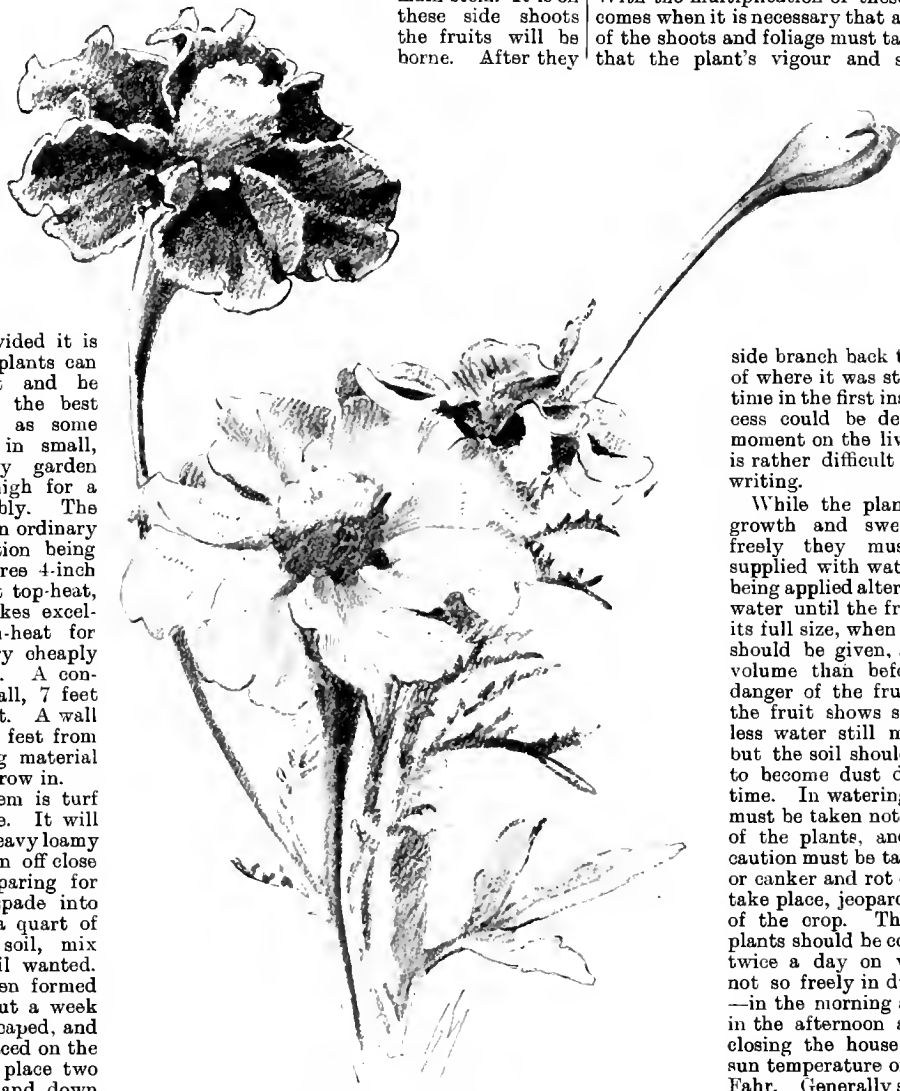 these side shoots
the fruits will be
borne. After they
comes when it is necessary that a
of the shoots and foliage must ta
that the plant's vigour and s
vided it is
plants can
and be
the best
as some
in small,
y garden
high for a
bly. The
n ordinary
tion being
ree 4-inch
top-heat,
kes excel-
-heat for
ry cheaply
. A con-
all, 7 feet
t. A wall
feet from
g material
row in.
em is turf
e. It will
eavy loamy
n off close
paring for
spade into
a quart of
soil, mix
il wanted.
en formed
ut a week
caped, and
ced on the
place two
and down
side branch back t
of where it was st
time in the first ins
cess could be de
moment on the liv
is rather difficult
writing.
While the plan
growth and swe
freely they mus
supplied with wat
being applied alter
water until the fr
its full size, when
should be given,
volume than befo
danger of the fru
the fruit shows s
less water still m
but the soil shoul
to become dust d
time. In watering
must be taken not
of the plants, and
caution must be ta
or canker and rot
take place, jeopard
of the crop. Th
plants should be co
twice a day on
not so freely in d
—in the morning
in the afternoon a
closing the house
sun temperature o
Fahr. Generally s